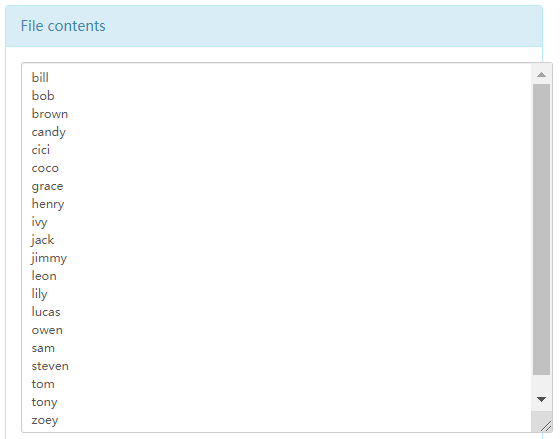 File contents
bill
bob
brown
candy
cici
coco
grace
henry
ivy
jack
jimmy
leon
lily
lucas
owen
sam
steven
tom
tony
zoey